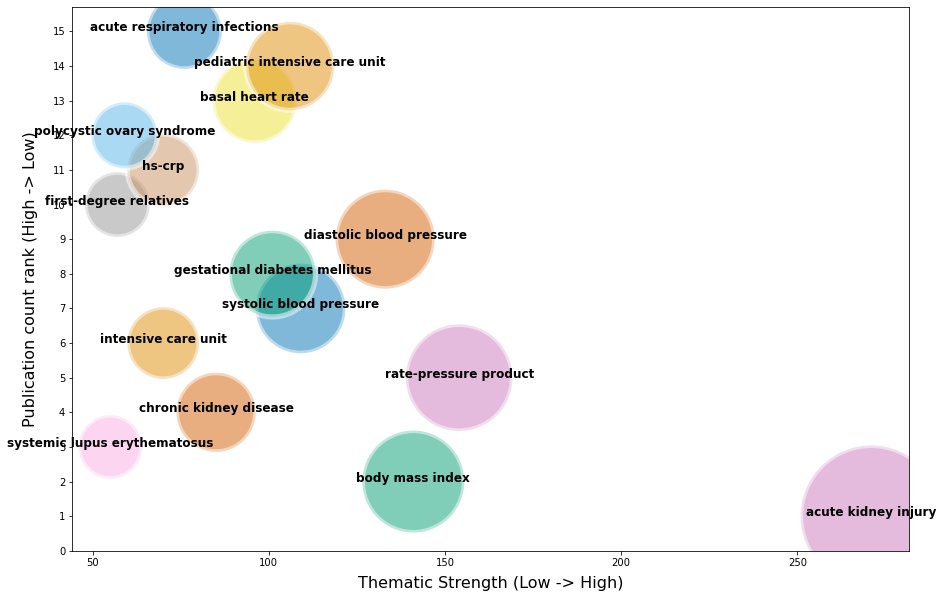 15
acute respiratory infections
14
pediatric intensive care unit
13
basal heart rate
12
polycystic ovary syndrome
11
hs-crp
10
first-degree relatives
9
diastolic blood pressure
8
gestational diabetes mellitus
7
systolic blood pressure
6
intensive care unit
5
rate-pressure product
4
chronic kidney disease
3
systemic lupus erythematosus
2
body mass index
1
acute kidney injury
0
50 100 150 200 250
Thematic Strength (Low -> High)
Publication count rank (High -> Low)